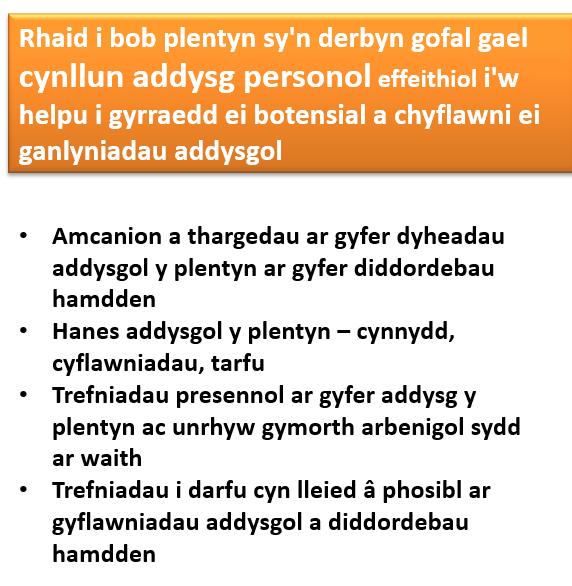 Rhaid i bob plentyn sy'n derbyn gofal gael
cynllun addysg personol effeithiol i'w
helpu i gyrraedd ei botensial a chyflawni ei
ganlyniadau addysgol
• Amcanion a thargedau ar gyfer dyheadau
addysgol y plentyn ar gyfer diddordebau
hamdden
• Hanes addysgol y plentyn – cynnydd,
cyflawniadau, tarfu
• Trefniadau presennol ar gyfer addysg y
plentyn ac unrhyw gymorth arbenigol sydd
ar waith
• Trefniadau i darfu cyn lleied â phosibl ar
gyflawniadau addysgol a diddordebau
hamdden